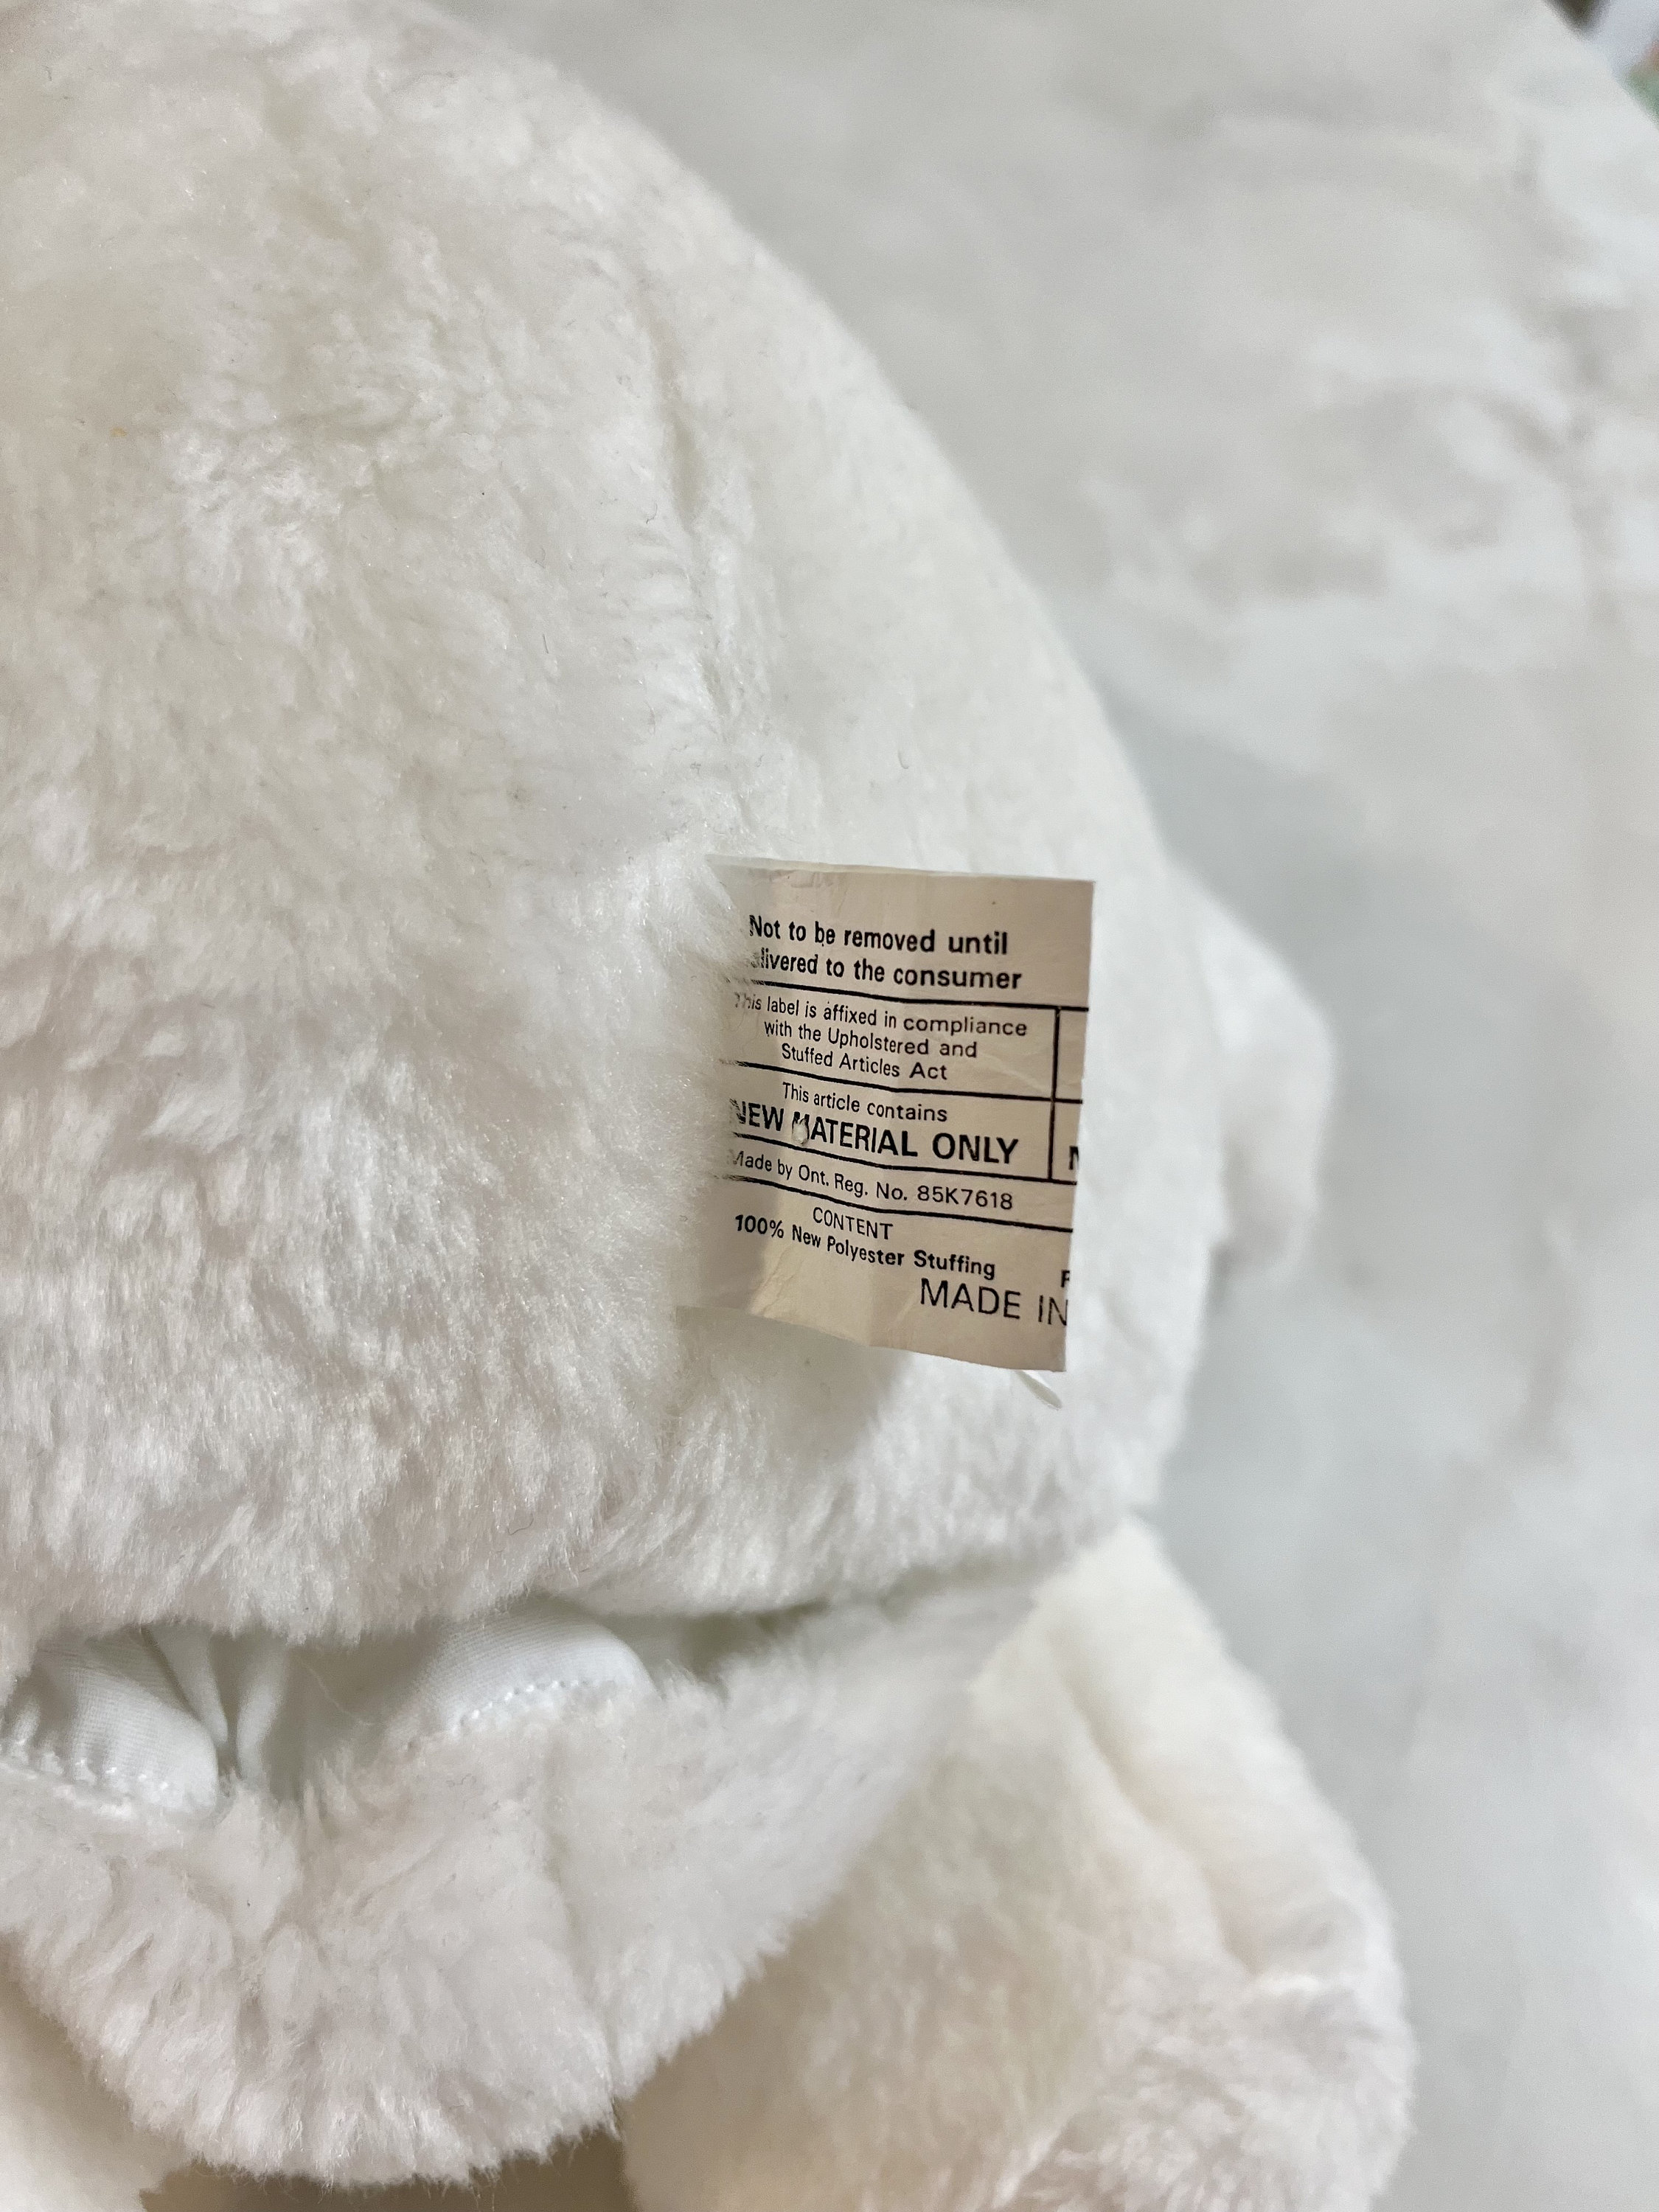 Not to be removed until
livered to the consumer
This label is affixed in compliance
with the Upholstered and
Stuffed Articles Act
This article contains
NEW MATERIAL ONLY
Made by Ont. Reg. No. 85K7618
CONTENT
100% New Polyester Stuffing
MADE IN